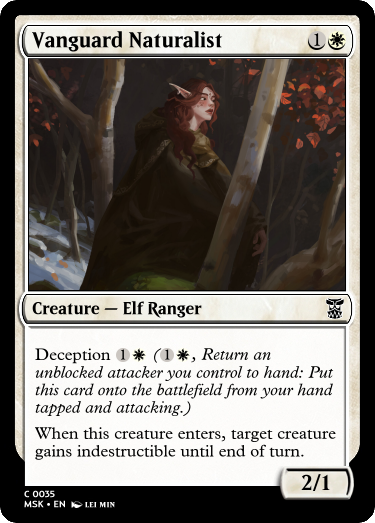 Vanguard Naturalist 1
Creature — Elf Ranger
Deception 1 (1, Return an
unblocked attacker you control to hand: Put
this card onto the battlefield from your hand
tapped and attacking.)
When this creature enters, target creature
gains indestructible until end of turn.
2/1
C 0035
MSK • EN LEI MIN